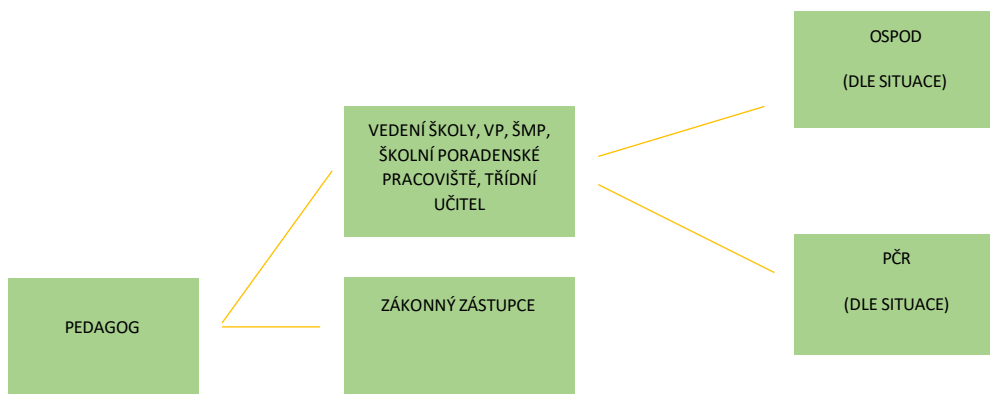 PEDAGOG
VEDENÍ ŠKOLY, VP, ŠMP,
ŠKOLNÍ PORADENSKÉ
PRACOVIŠTĚ, TŘÍDNÍ
UČITEL
ZÁKONNÝ ZÁSTUPCE
OSPOD
(DLE SITUACE)
PČR
(DLE SITUACE)